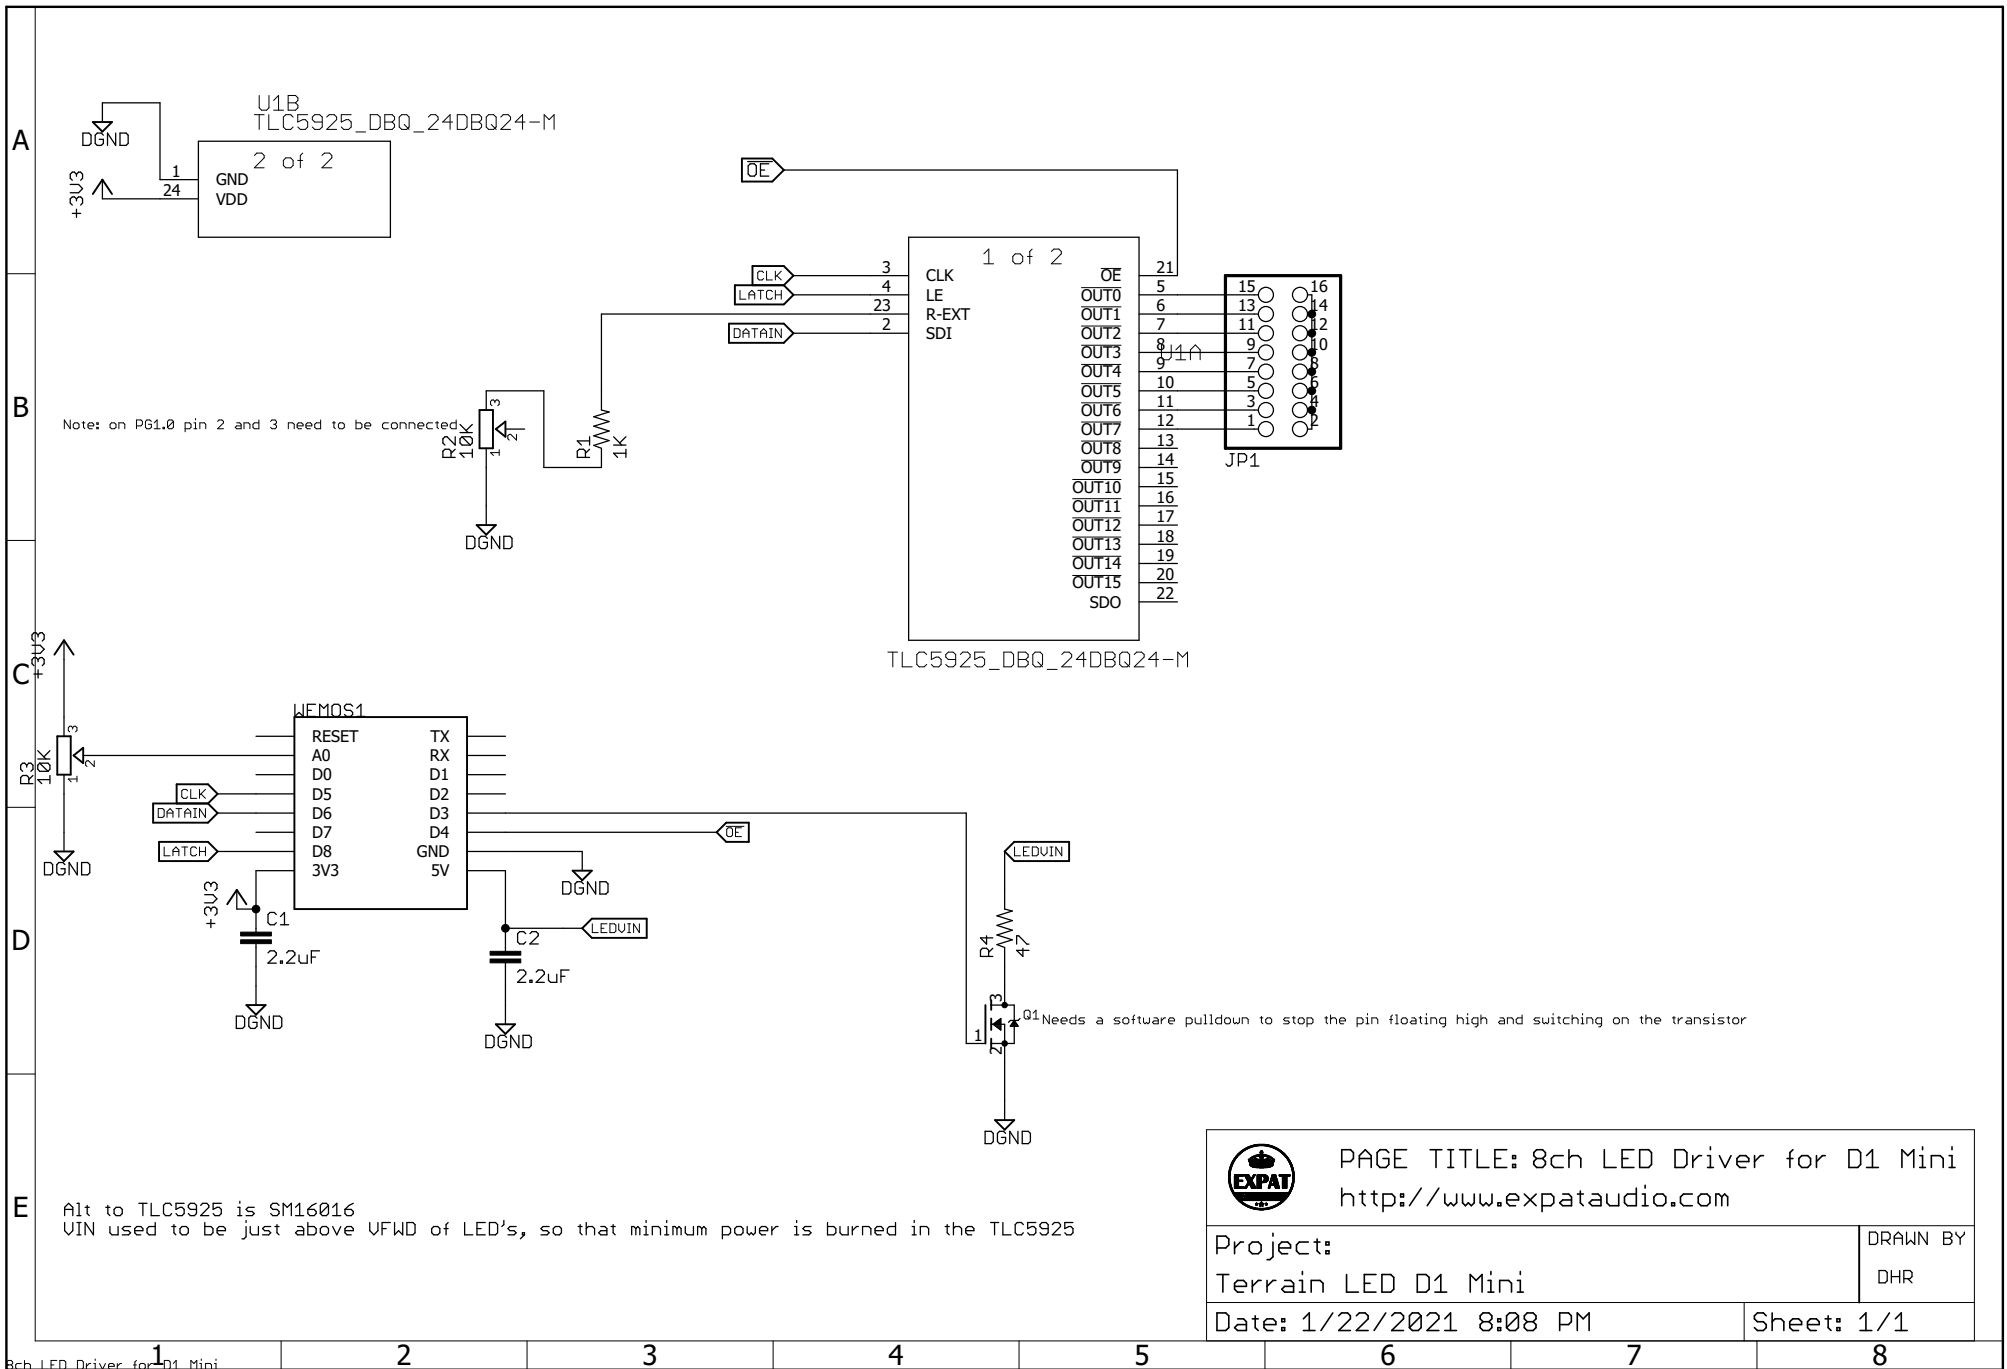 A
B
C
D
E
U1B
TLC5925_DBQ_24DBQ24-M
2 of 2
DGND
+3V3
1
24
GND
VDD
OE
1 of 2
CLK
LATCH
DATAIN
3
4
23
2
CLK
LE
R-EXT
SDI
OE
OUT0
OUT1
OUT2
OUT3
OUT4
OUT5
OUT6
OUT7
OUT8
OUT9
OUT10
OUT11
OUT12
OUT13
OUT14
OUT15
SDO
21
5
6
7
8
9
10
11
12
13
14
15
16
17
18
19
20
22
U1A
15
13
11
9
7
5
3
1
16
14
12
10
8
6
4
2
JP1
TLC5925_DBQ_24DBQ24-M
Note: on PG1.0 pin 2 and 3 need to be connected
R2
10K
3
2
1
R1
1K
DGND
+3V3
R3
10K
3
2
1
DGND
WEMOS1
RESET
A0
D0
D5
D6
D7
D8
3V3
TX
RX
D1
D2
D3
D4
GND
5V
CLK
DATAIN
LATCH
OE
DGND
+3V3
C1
2.2uF
DGND
LEDVIN
C2
2.2uF
DGND
LEDVIN
R4
47
3
1
2
Q1
Needs a software pulldown to stop the pin floating high and switching on the transistor
DGND
Alt to TLC5925 is SM16016
VIN used to be just above VFWD of LED's, so that minimum power is burned in the TLC5925
EXPAT
PAGE TITLE: 8ch LED Driver for D1 Mini
http://www.expataudio.com
Project:
Terrain LED D1 Mini
DRAWN BY
DHR
Date: 1/22/2021 8:08 PM
Sheet: 1/1
1
2
3
4
5
6
7
8
8ch LED Driver for D1 Mini